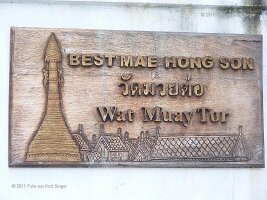 © 2011
BEST MAE HONG SON
วัดม่วยต่อ
Wat Muay Tor
© 2011 Foto von Kurt Singer